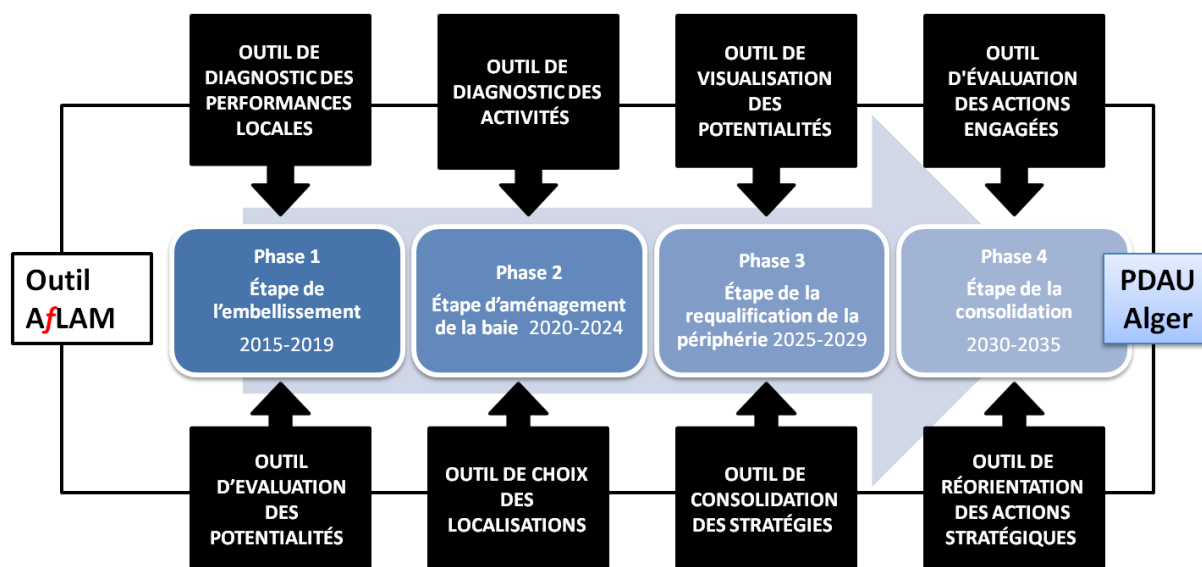 OUTIL DE
DIAGNOSTIC DES
PERFORMANCES
LOCALES
OUTIL DE
DIAGNOSTIC DES
ACTIVITÉS
OUTIL DE
VISUALISATION
DES
POTENTIALITÉS
OUTIL
D'ÉVALUATION
DES ACTIONS
ENGAGÉES
Outil
AfLAM
Phase 1
Étape de
l'embellissement
2015-2019
Phase 2
Étape d'aménagement
de la baie 2020-2024
Phase 3
Étape de la
requalification de la
périphérie 2025-2029
Phase 4
Étape de la
consolidation
2030-2035
PDAU
Alger
OUTIL
D'EVALUATION
DES
POTENTIALITÉS
OUTIL DE CHOIX
DES
LOCALISATIONS
OUTIL DE
CONSOLIDATION
DES STRATÉGIES
OUTIL DE
RÉORIENTATION
DES ACTIONS
STRATÉGIQUES